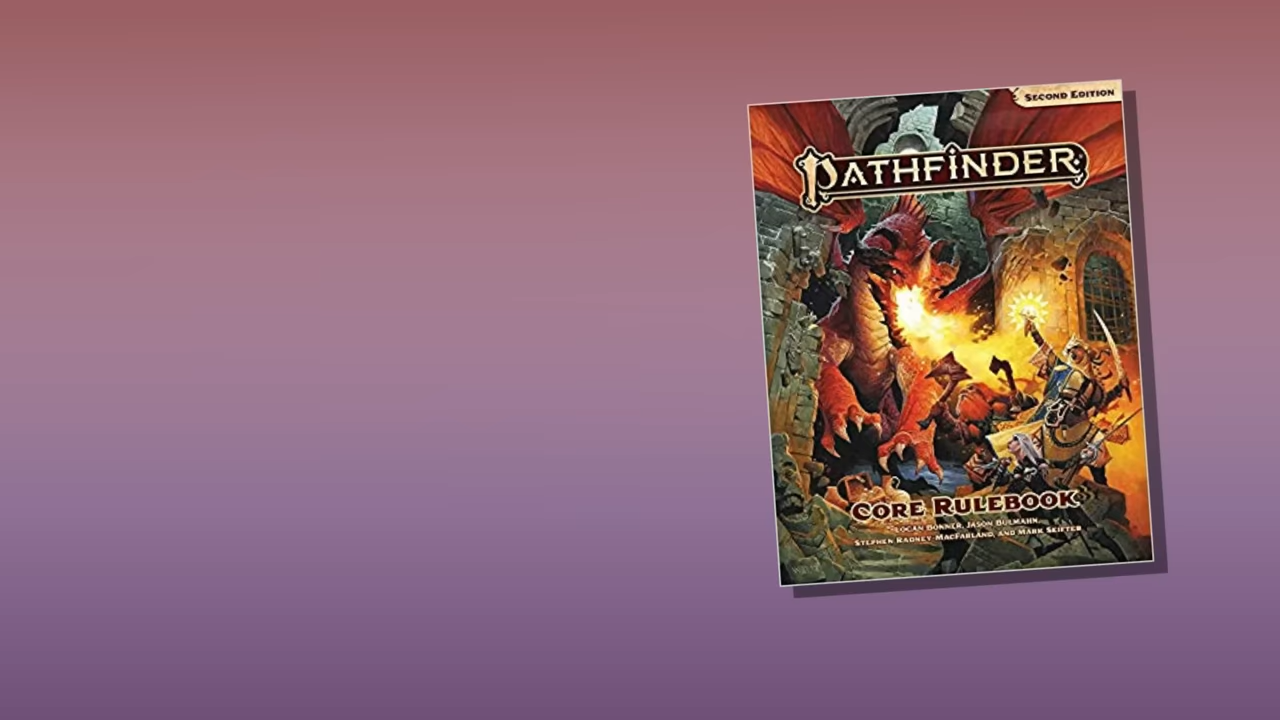 Second Edition
Pathfinder
Core Rulebook
Logan Bonner, Jason Bulmahn,
Stephen Radney-MacFarland, and Mark Seifter